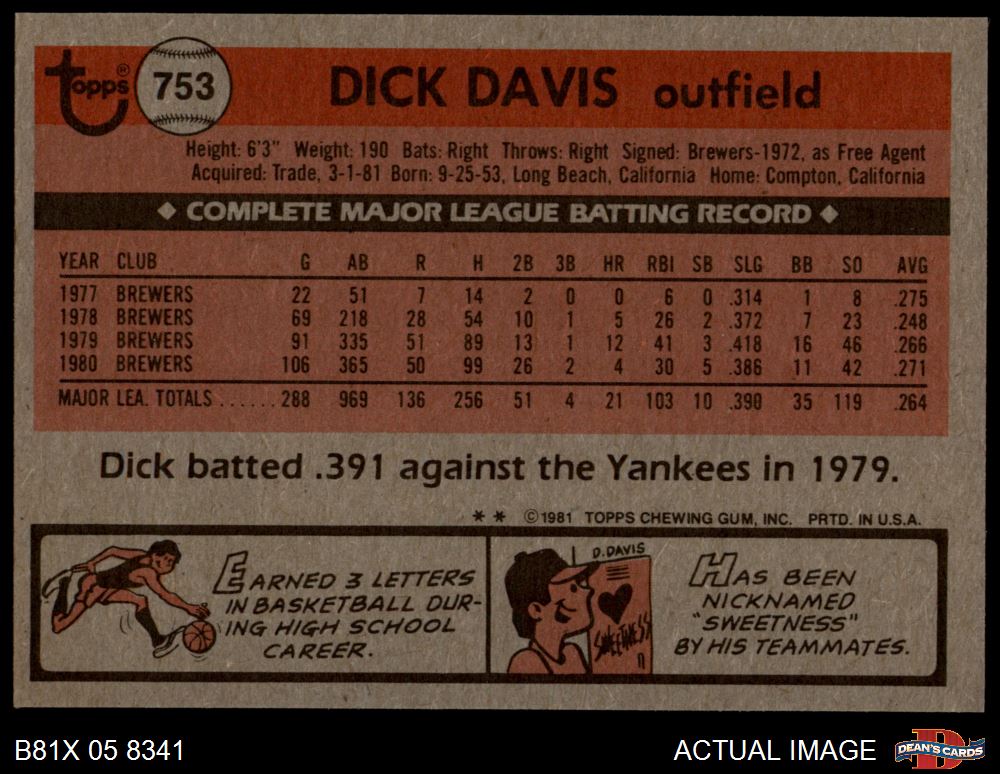 topps® 753 DICK DAVIS outfield
Height: 6'3" Weight: 190 Bats: Right Throws: Right Signed: Brewers-1972, as Free Agent
Acquired: Trade, 3-1-81 Born: 9-25-53, Long Beach, California Home: Compton, California
◆ COMPLETE MAJOR LEAGUE BATTING RECORD ◆
YEAR CLUB G AB R H 2B 3B HR RBI SB SLG BB SO AVG
1977 BREWERS 22 51 7 14 2 0 0 6 0 .314 1 8 .275
1978 BREWERS 69 218 28 54 10 1 5 26 2 .372 7 23 .248
1979 BREWERS 91 335 51 89 13 1 12 41 3 .418 16 46 .266
1980 BREWERS 106 365 50 99 26 2 4 30 5 .386 11 42 .271
MAJOR LEA. TOTALS ...... 288 969 136 256 51 4 21 103 10 .390 35 119 .264
Dick batted .391 against the Yankees in 1979.
* * ©1981 TOPPS CHEWING GUM, INC. PRTD. IN U.S.A.
EARNED 3 LETTERS
IN BASKETBALL DUR-
ING HIGH SCHOOL
CAREER.
D. DAVIS
SWEETNESS
HAS BEEN
NICKNAMED
"SWEETNESS"
BY HIS TEAMMATES.
B81X 05 8341
ACTUAL IMAGE
DEAN'S CARDS